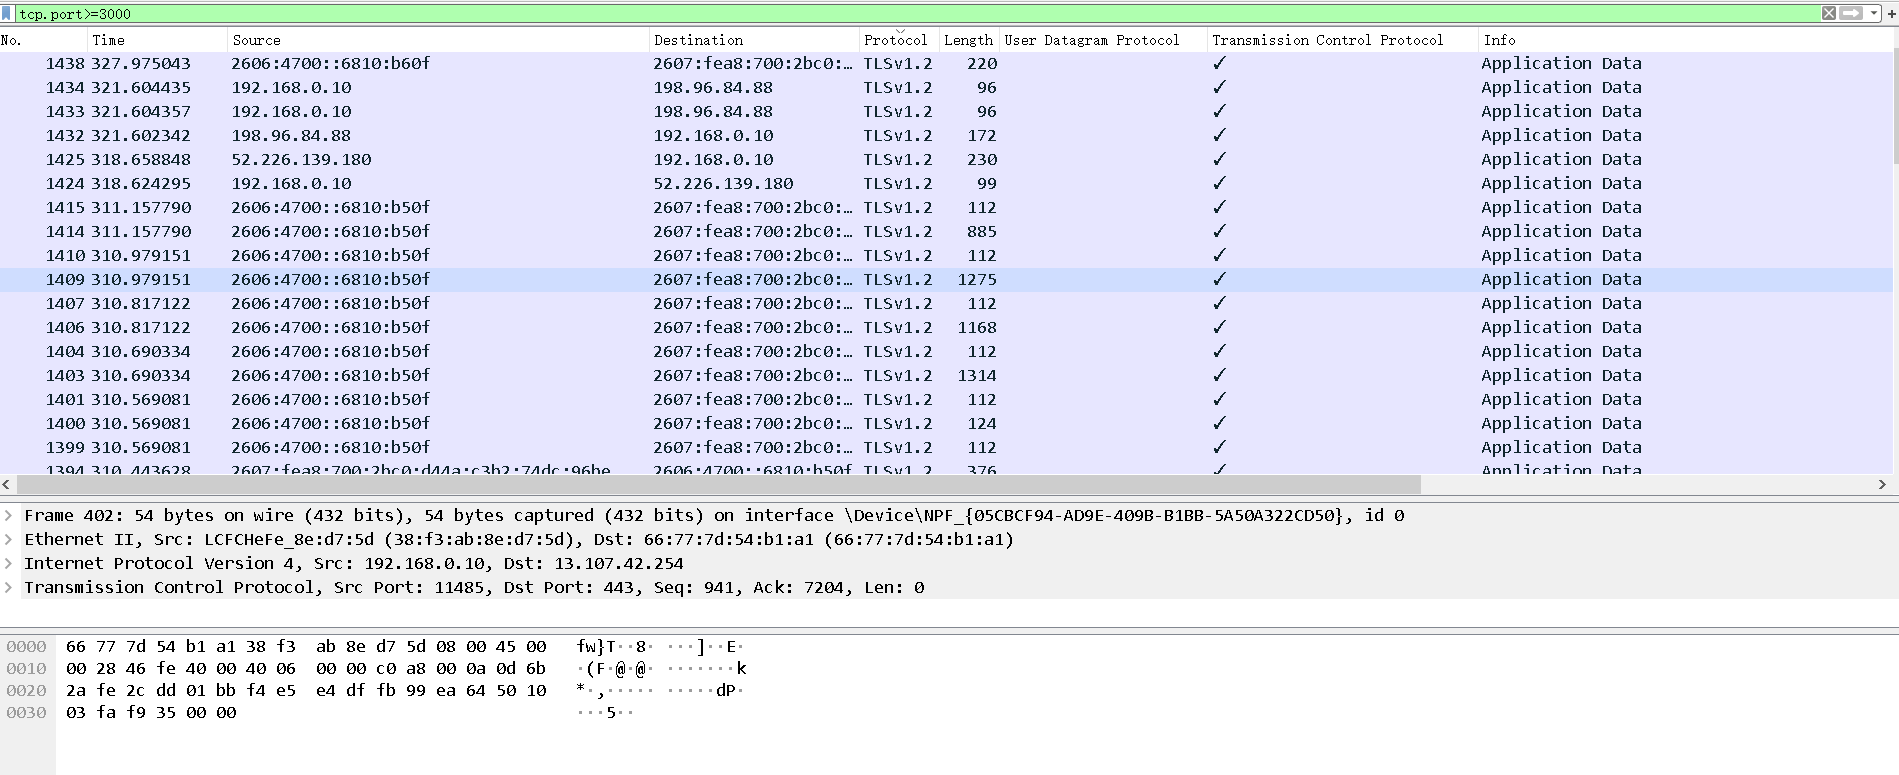 tcp.port>=3000
No. Time Source Destination Protocol Length User Datagram Protocol Transmission Control Protocol Info
1438 327.975043 2606:4700::6810:b60f 2607:fea8:700:2bc0:… TLSv1.2 220 ✓ Application Data
1434 321.604435 192.168.0.10 198.96.84.88 TLSv1.2 96 ✓ Application Data
1433 321.604357 192.168.0.10 198.96.84.88 TLSv1.2 96 ✓ Application Data
1432 321.602342 198.96.84.88 192.168.0.10 TLSv1.2 172 ✓ Application Data
1425 318.658848 52.226.139.180 192.168.0.10 TLSv1.2 230 ✓ Application Data
1424 318.624295 192.168.0.10 52.226.139.180 TLSv1.2 99 ✓ Application Data
1415 311.157790 2606:4700::6810:b50f 2607:fea8:700:2bc0:… TLSv1.2 112 ✓ Application Data
1414 311.157790 2606:4700::6810:b50f 2607:fea8:700:2bc0:… TLSv1.2 885 ✓ Application Data
1410 310.979151 2606:4700::6810:b50f 2607:fea8:700:2bc0:… TLSv1.2 112 ✓ Application Data
1409 310.979151 2606:4700::6810:b50f 2607:fea8:700:2bc0:… TLSv1.2 1275 ✓ Application Data
1407 310.817122 2606:4700::6810:b50f 2607:fea8:700:2bc0:… TLSv1.2 112 ✓ Application Data
1406 310.817122 2606:4700::6810:b50f 2607:fea8:700:2bc0:… TLSv1.2 1168 ✓ Application Data
1404 310.690334 2606:4700::6810:b50f 2607:fea8:700:2bc0:… TLSv1.2 112 ✓ Application Data
1403 310.690334 2606:4700::6810:b50f 2607:fea8:700:2bc0:… TLSv1.2 1314 ✓ Application Data
1401 310.569081 2606:4700::6810:b50f 2607:fea8:700:2bc0:… TLSv1.2 112 ✓ Application Data
1400 310.569081 2606:4700::6810:b50f 2607:fea8:700:2bc0:… TLSv1.2 124 ✓ Application Data
1399 310.569081 2606:4700::6810:b50f 2607:fea8:700:2bc0:… TLSv1.2 112 ✓ Application Data
1394 310.443628 2607:fea8:700:2bc0:d44a:c3b2:74dc:96be 2606:4700::6810:b50f TLSv1.2 376 ✓ Application Data
Frame 402: 54 bytes on wire (432 bits), 54 bytes captured (432 bits) on interface \Device\NPF_{05CBCF94-AD9E-409B-B1BB-5A50A322CD50}, id 0
Ethernet II, Src: LCFCHeFe_8e:d7:5d (38:f3:ab:8e:d7:5d), Dst: 66:77:7d:54:b1:a1 (66:77:7d:54:b1:a1)
Internet Protocol Version 4, Src: 192.168.0.10, Dst: 13.107.42.254
Transmission Control Protocol, Src Port: 11485, Dst Port: 443, Seq: 941, Ack: 7204, Len: 0
0000 66 77 7d 54 b1 a1 38 f3 ab 8e d7 5d 08 00 45 00 fw}T··8· ···]··E·
0010 00 28 46 fe 40 00 40 06 00 00 c0 a8 00 0a 0d 6b ·(F·@·@· ·······k
0020 2a fe 2c dd 01 bb f4 e5 e4 df fb 99 ea 64 50 10 *·,····· ·····dP·
0030 03 fa f9 35 00 00 ···5··